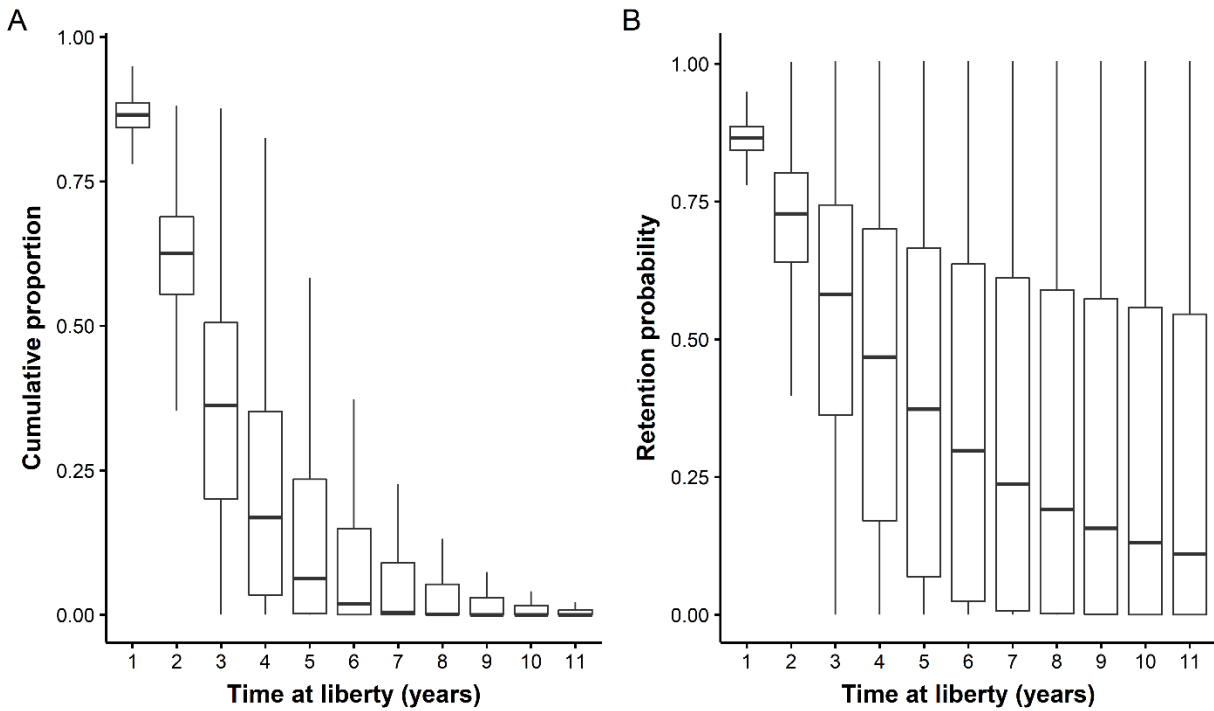 A
Cumulative proportion
1.00
0.75
0.50
0.25
0.00
1 2 3 4 5 6 7 8 9 10 11
Time at liberty (years)
B
Retention probability
1.00
0.75
0.50
0.25
0.00
1 2 3 4 5 6 7 8 9 10 11
Time at liberty (years)